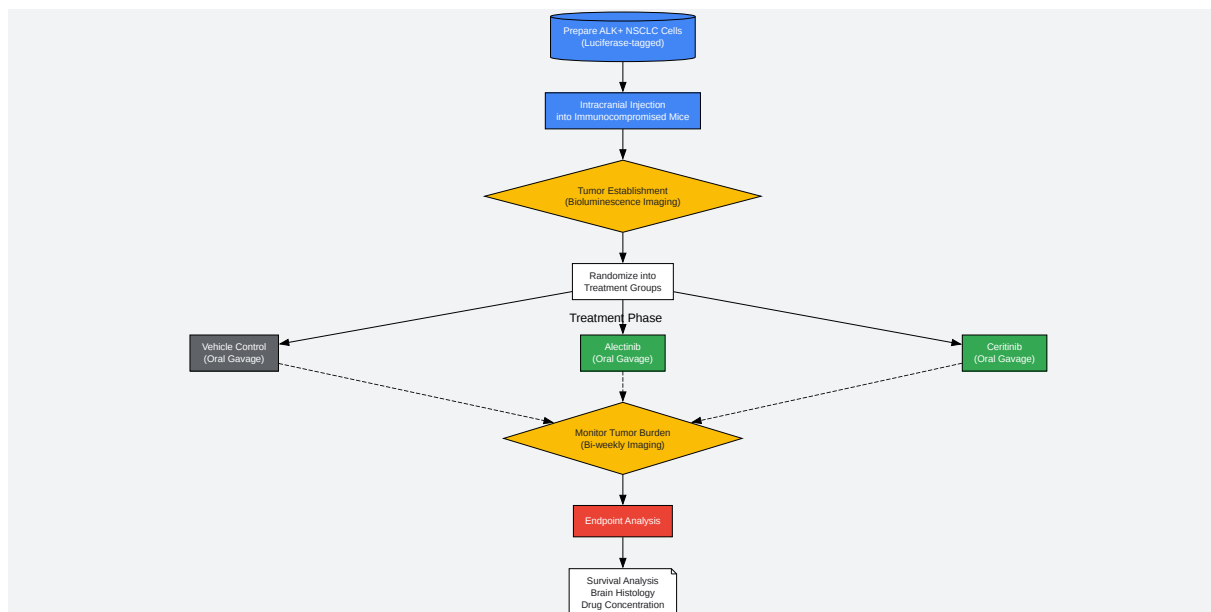 Prepare ALK+ NSCLC Cells
(Luciferase-tagged)
Intracranial Injection
into Immunocompromised Mice
Tumor Establishment
(Bioluminescence Imaging)
Randomize into
Treatment Groups
Treatment Phase
Vehicle Control
(Oral Gavage)
Alectinib
(Oral Gavage)
Ceritinib
(Oral Gavage)
Monitor Tumor Burden
(Bi-weekly Imaging)
Endpoint Analysis
Survival Analysis
Brain Histology
Drug Concentration